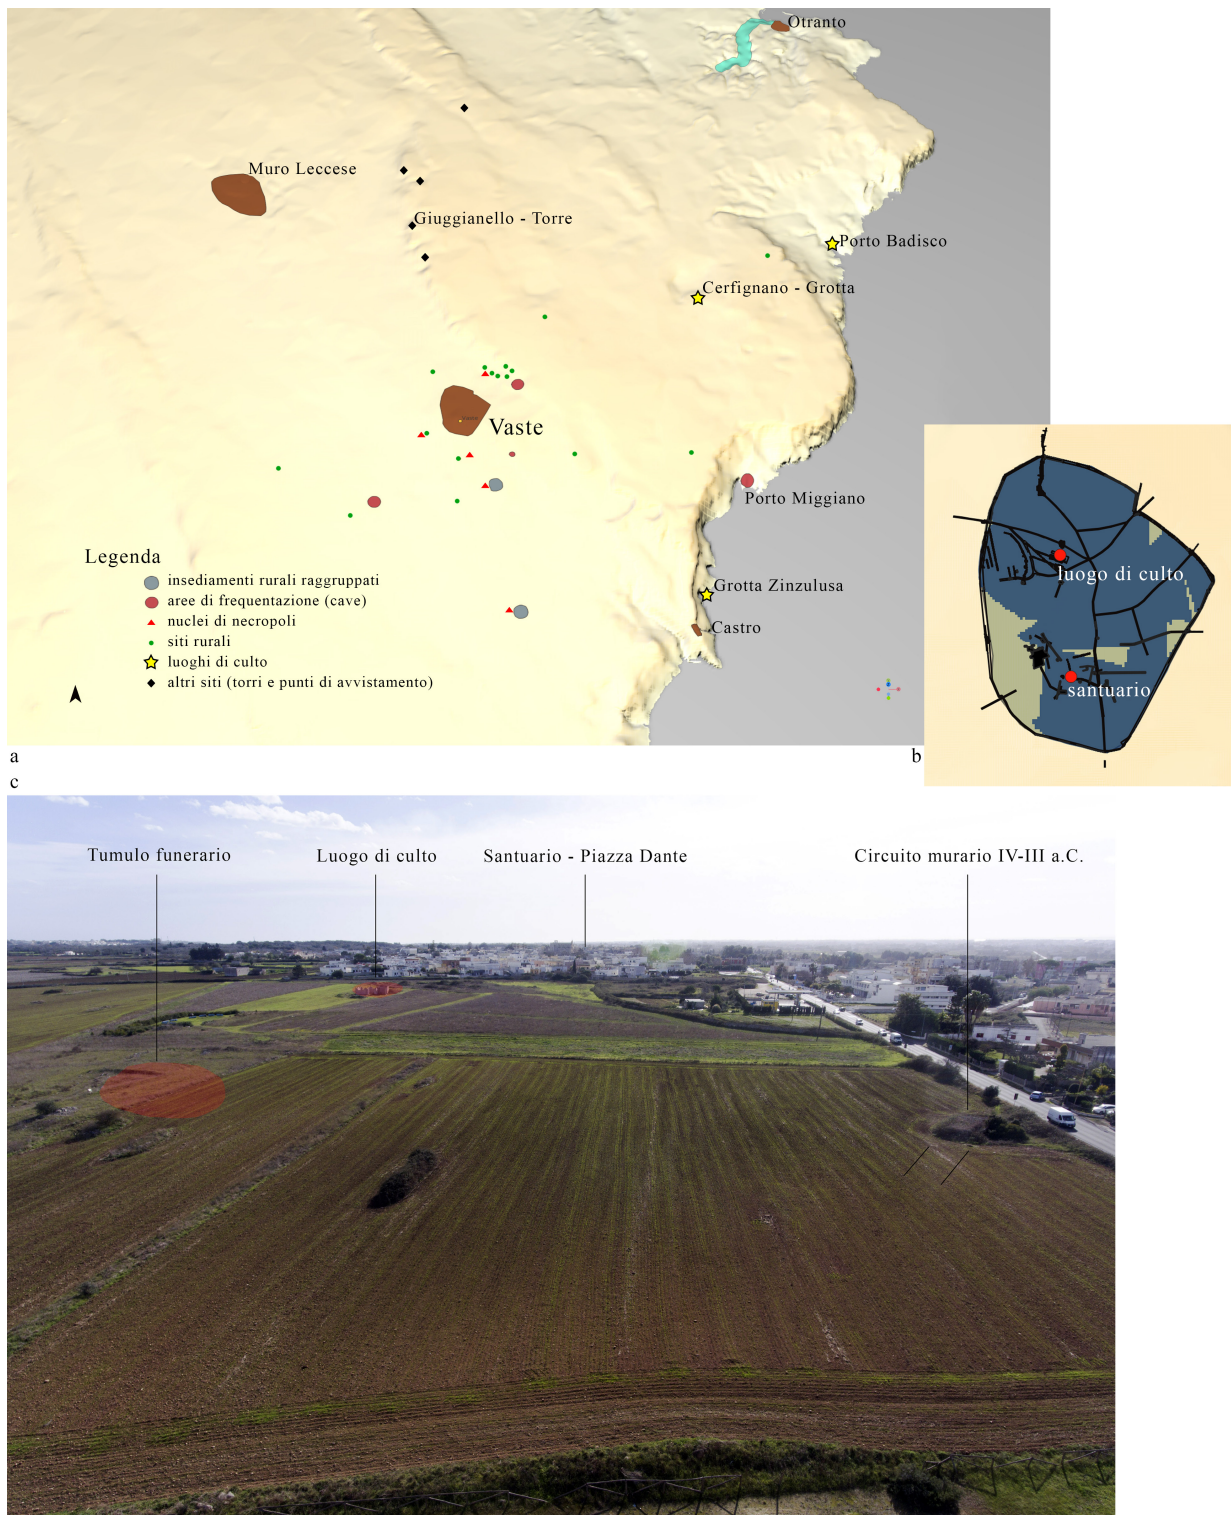 Otranto
Muro Leccese
Giuggianello - Torre
Porto Badisco
Cerfignano - Grotta
Vaste
Porto Miggiano
Grotta Zinzulusa
Castro
Legenda
insediamenti rurali raggruppati
aree di frequentazione (cave)
nuclei di necropoli
siti rurali
luoghi di culto
altri siti (torri e punti di avvistamento)
luogo di culto
santuario
a
b
c
Tumulo funerario
Luogo di culto
Santuario - Piazza Dante
Circuito murario IV-III a.C.